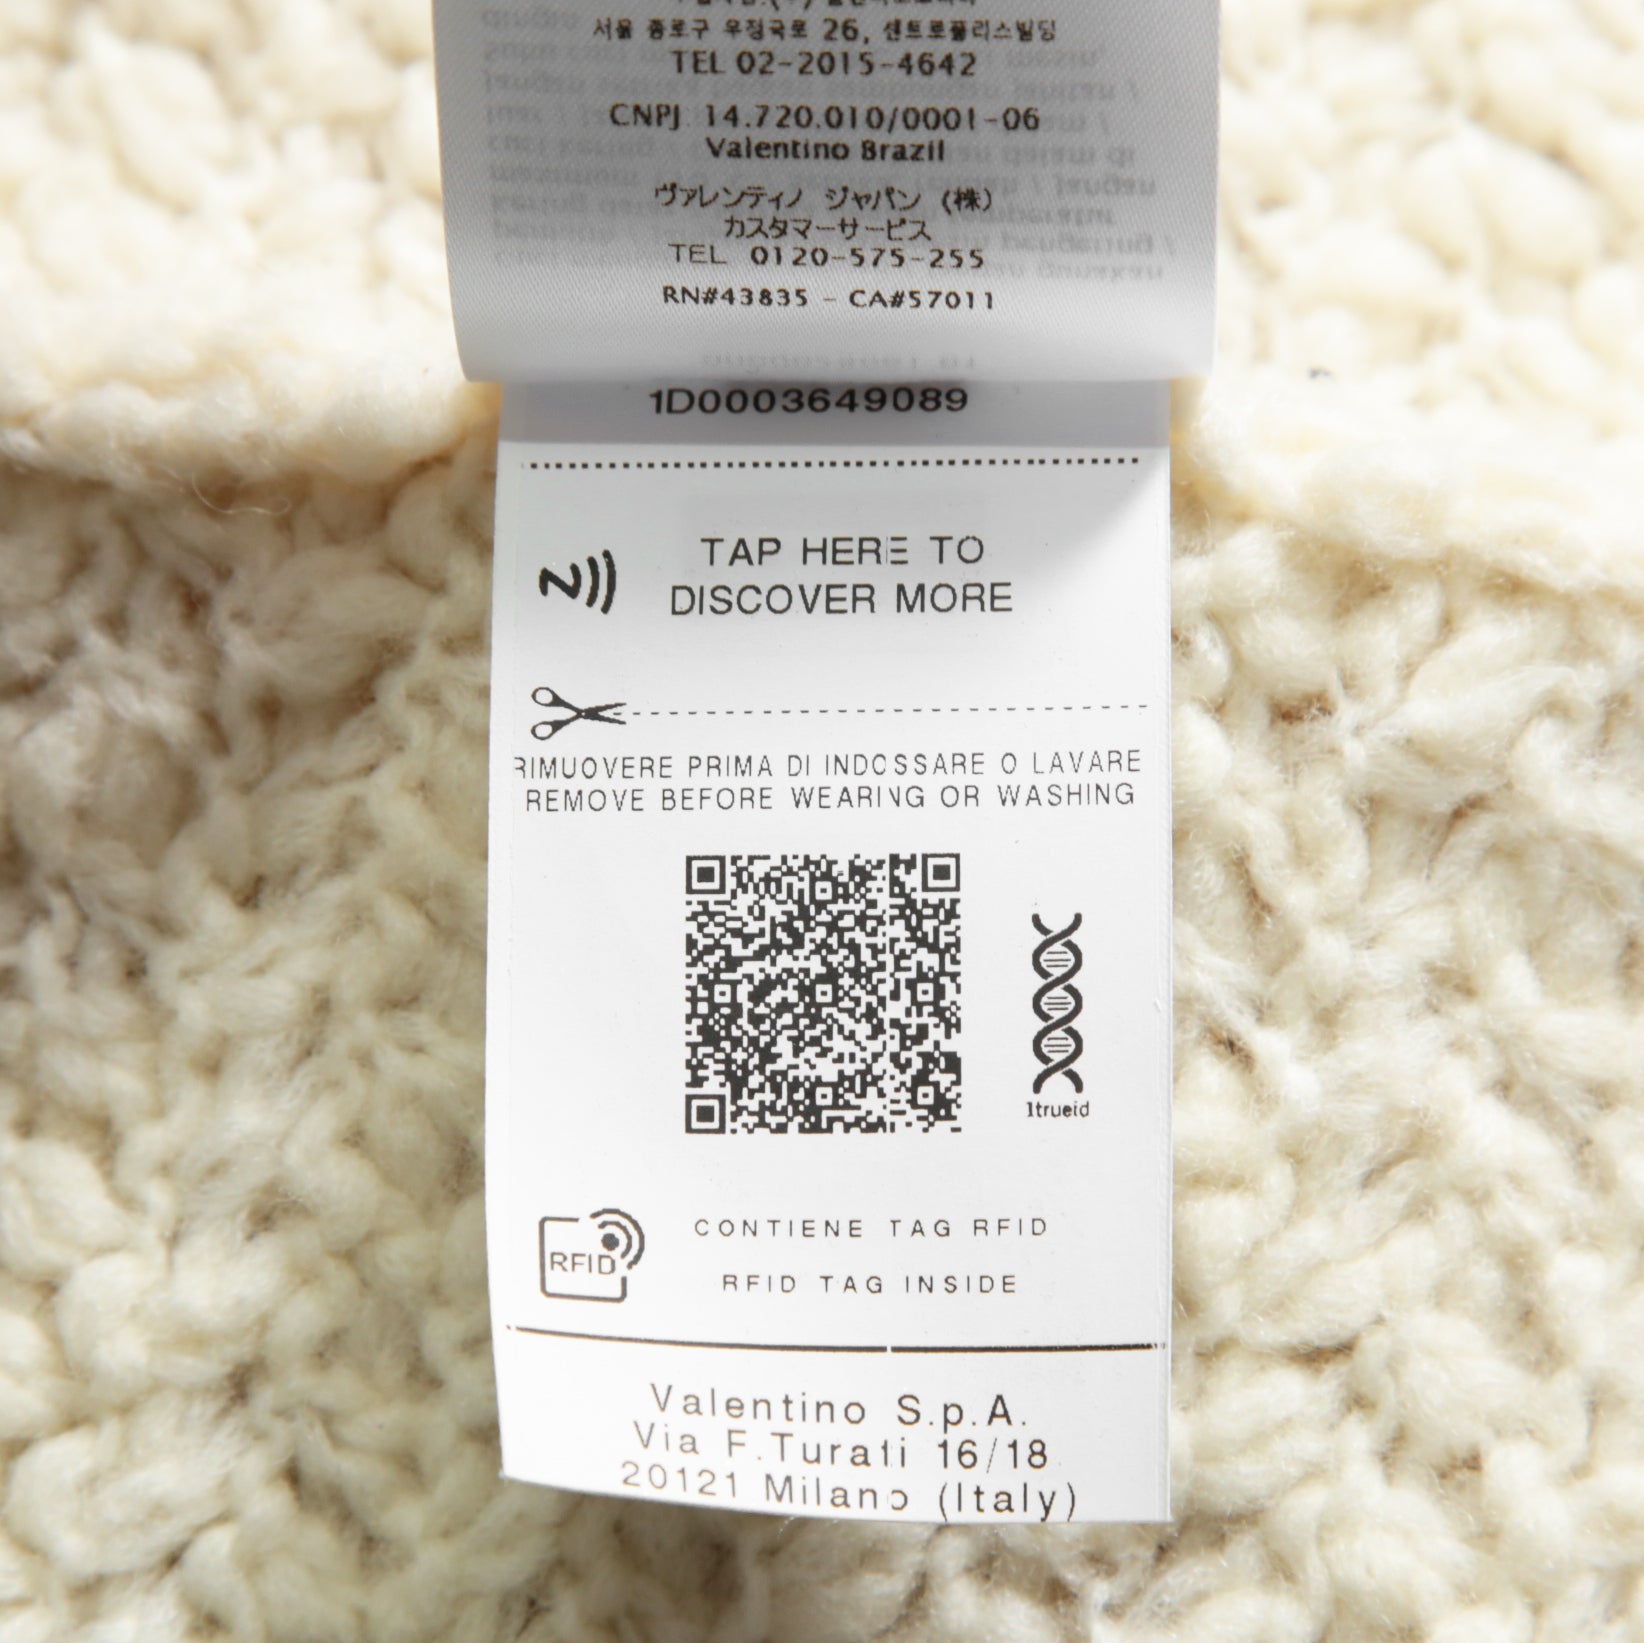 서울 종로구 우정국로 26, 센트로폴리스빌딩
TEL 02-2015-4642
CNPJ 14.720.010/0001-06
Valentino Brazil
ヴァレンティノ ジャパン (株)
カスタマーサービス
TEL 0120-575-255
RN#43835 - CA#57011
1D0003649089
TAP HERE TO
DISCOVER MORE
RIMUOVERE PRIMA DI INDOSSARE O LAVARE
REMOVE BEFORE WEARING OR WASHING
1trueid
RFID
CONTIENE TAG RFID
RFID TAG INSIDE
Valentino S.p.A.
Via F.Turati 16/18
20121 Milano (Italy)